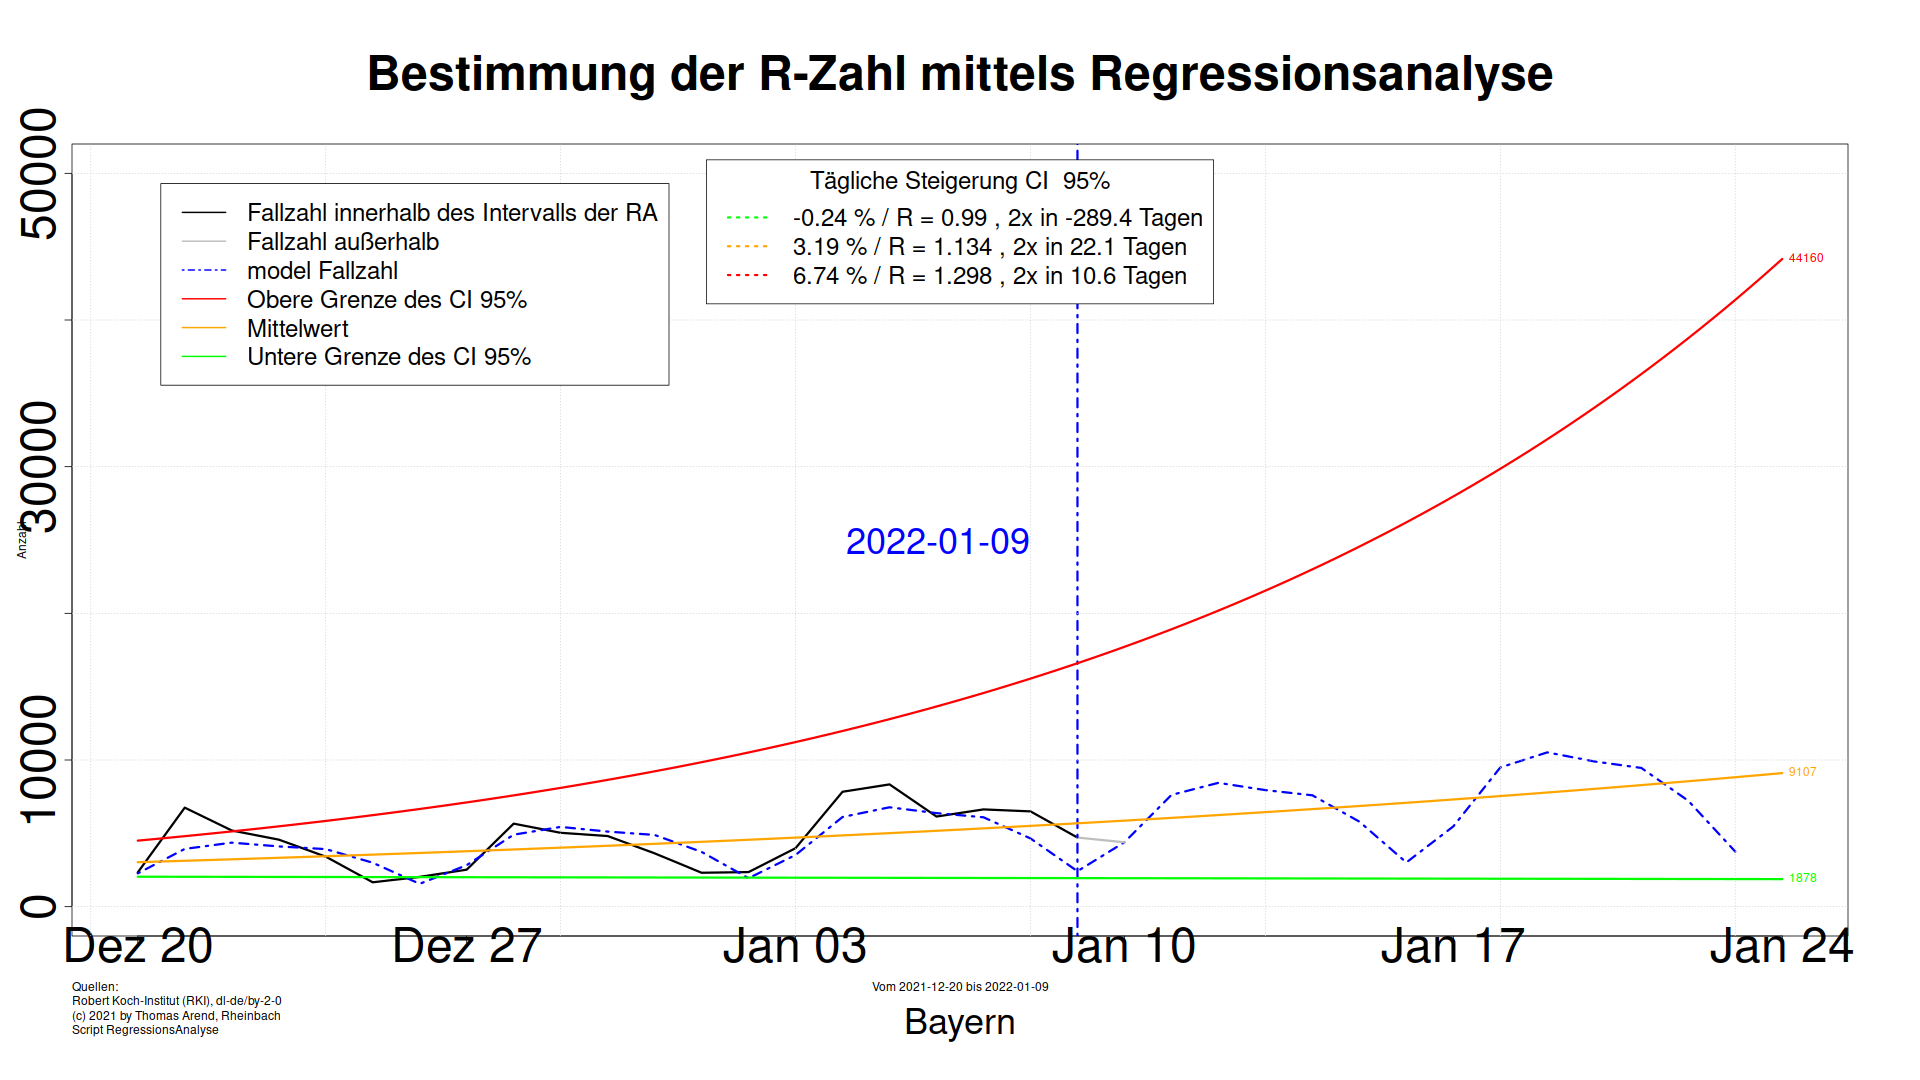 Bestimmung der R-Zahl mittels Regressionsanalyse
Fallzahl innerhalb des Intervalls der RA
Fallzahl außerhalb
model Fallzahl
Obere Grenze des CI 95%
Mittelwert
Untere Grenze des CI 95%
Tägliche Steigerung CI 95%
-0.24 % / R = 0.99 , 2x in -289.4 Tagen
3.19 % / R = 1.134 , 2x in 22.1 Tagen
6.74 % / R = 1.298 , 2x in 10.6 Tagen
50000
30000
10000
0
Anzahl
2022-01-09
44160
9107
1878
Dez 20
Dez 27
Jan 03
Jan 10
Jan 17
Jan 24
Quellen:
Robert Koch-Institut (RKI), dl-de/by-2-0
(c) 2021 by Thomas Arend, Rheinbach
Script RegressionsAnalyse
Vom 2021-12-20 bis 2022-01-09
Bayern